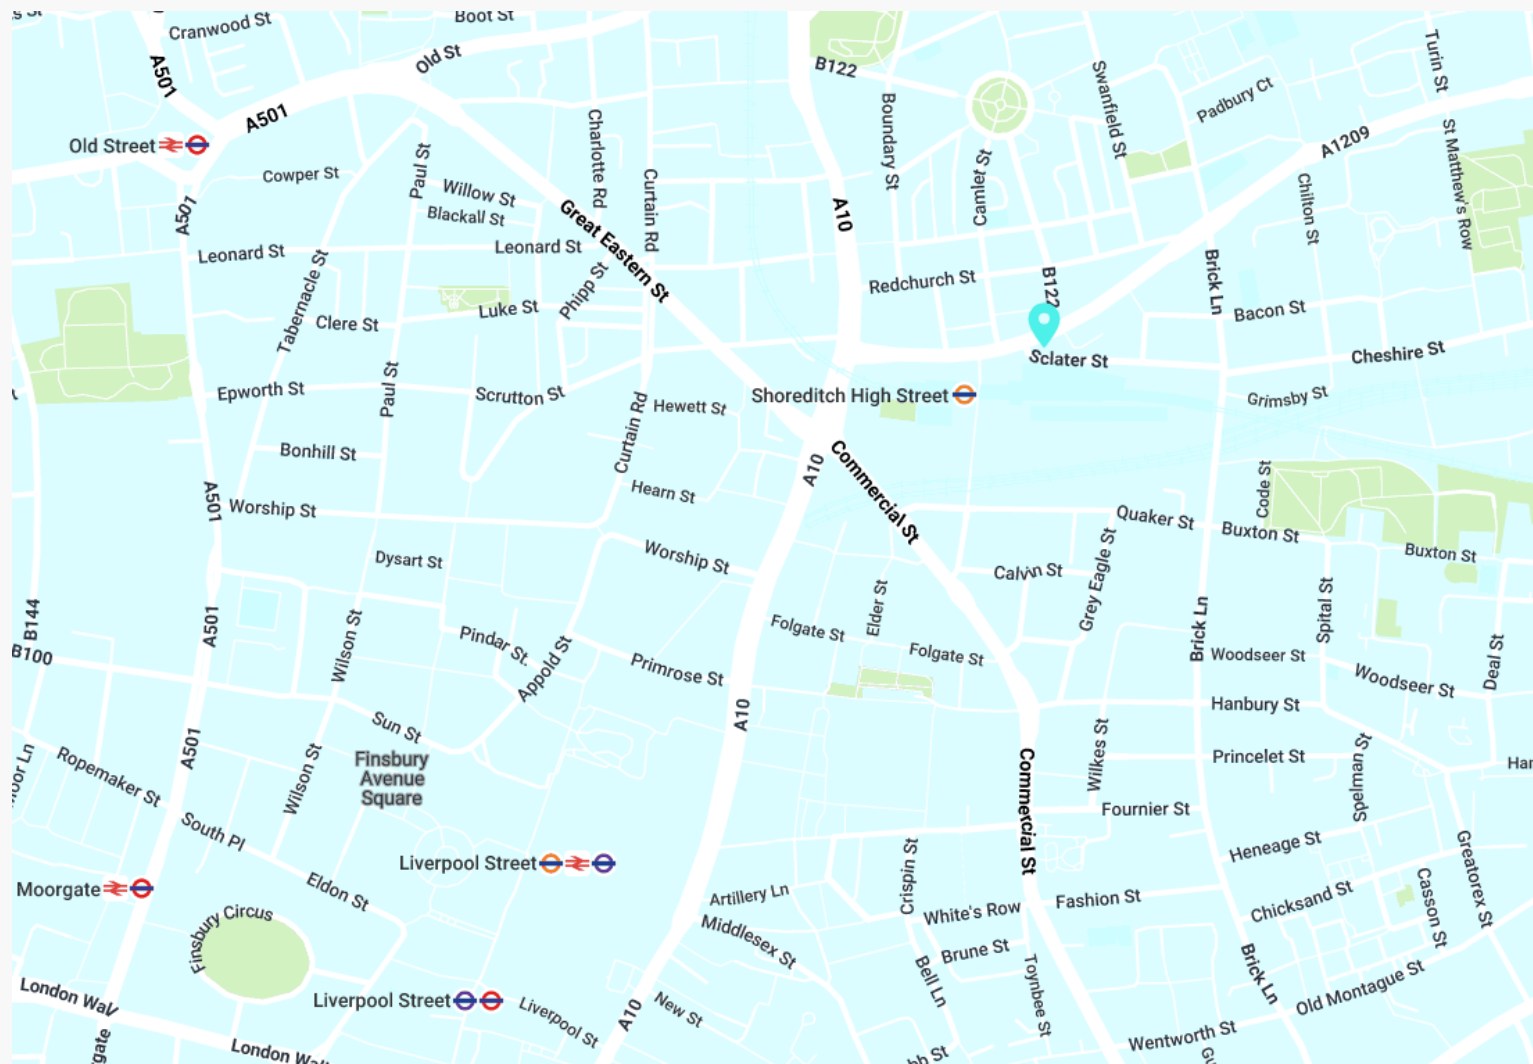 Cranwood St
Boot St
A501
Old St
B122
Turin St
Swanfield St
Padbury Ct
A501
Charlotte Rd
Boundary St
A1209
Old Street
St Matthew's Row
Cowper St
Paul St
Willow St
Camlet St
Curtain Rd
Chilton St
A501
Blackall St
A10
Great Eastern St
Leonard St
Leonard St
Tabernacle St
Phipp St
Redchurch St
B122
Brick Ln
Bacon St
Clere St
Luke St
Sclater St
Cheshire St
Epworth St
Paul St
Scrutton St
Shoreditch High Street
Grimsby St
Hewett St
Curtain Rd
Bonhill St
A10
Commercial St
Code St
Hearn St
A501
Worship St
Quaker St
Buxton St
Buxton St
Dysart St
Worship St
Calvin St
Grey Eagle St
B144
A501
Wilson St
Elder St
Folgate St
Brick Ln
Spital St
Pindar St.
Appold St
Folgate St
Woodseer St
Deal St
B100
Primrose St
Woodseer St
A10
Hanbury St
Sun St
A501
Wilkes St
Princelet St
Spelman St
Finsbury
Avenue
Square
Ropemaker St
Wilson St
Commercial St
Fournier St
South Pl
Heneage St
Greatorex St
Liverpool Street
Crispin St
Moorgate
Eldon St
Artillery Ln
White's Row
Fashion St
Chicksand St
Casson St
Finsbury Circus
Middlesex St
Brune St
Bell Ln
Toynbee St
Brick Ln
Old Montague St
London Wall
Liverpool Street
Liverpool St
A10
New St
Wentworth St
London Wall